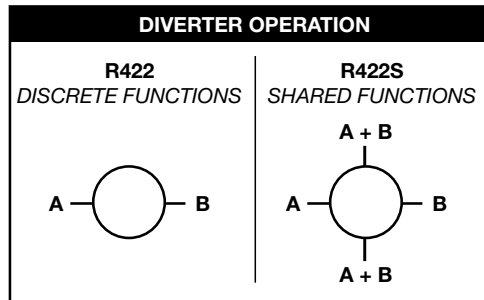 DIVERTER OPERATION
R422
DISCRETE FUNCTIONS
A
B
R422S
SHARED FUNCTIONS
A + B
A
B
A + B